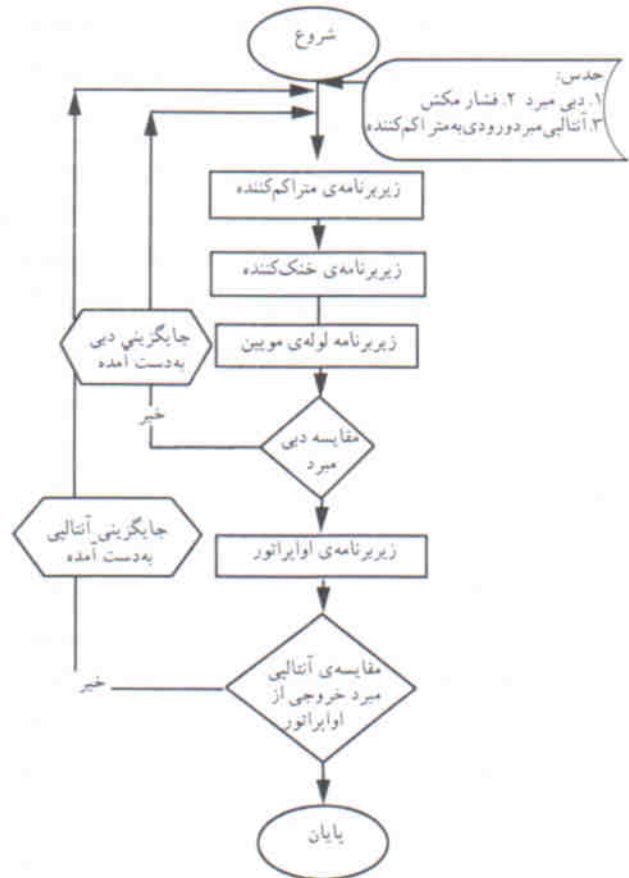 شروع
حدس:
۱. دبی مبرد ۲. فشار مکش
۳.آنتالپی‌مبردورودی‌به‌متراکم‌کننده
زیربرنامه‌ی متراکم‌کننده
زیربرنامه‌ی خنک‌کننده
زیربرنامه لوله‌ی مویین
جایگزینی دبی
به‌دست آمده
خیر
مقایسه دبی
مبرد
زیربرنامه‌ی اواپراتور
جایگزینی آنتالپی
به‌دست آمده
مقایسه‌ی آنتالپی
مبرد خروجی از
اواپراتور
خیر
پایان